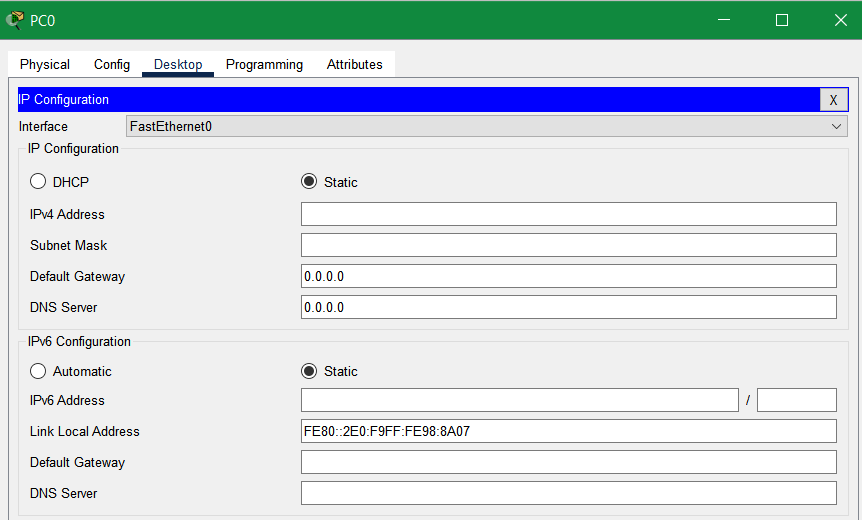 PC0
Physical Config Desktop Programming Attributes
IP Configuration
X
Interface FastEthernet0
IP Configuration
DHCP Static
IPv4 Address
Subnet Mask
Default Gateway 0.0.0.0
DNS Server 0.0.0.0
IPv6 Configuration
Automatic Static
IPv6 Address /
Link Local Address FE80::2E0:F9FF:FE98:8A07
Default Gateway
DNS Server